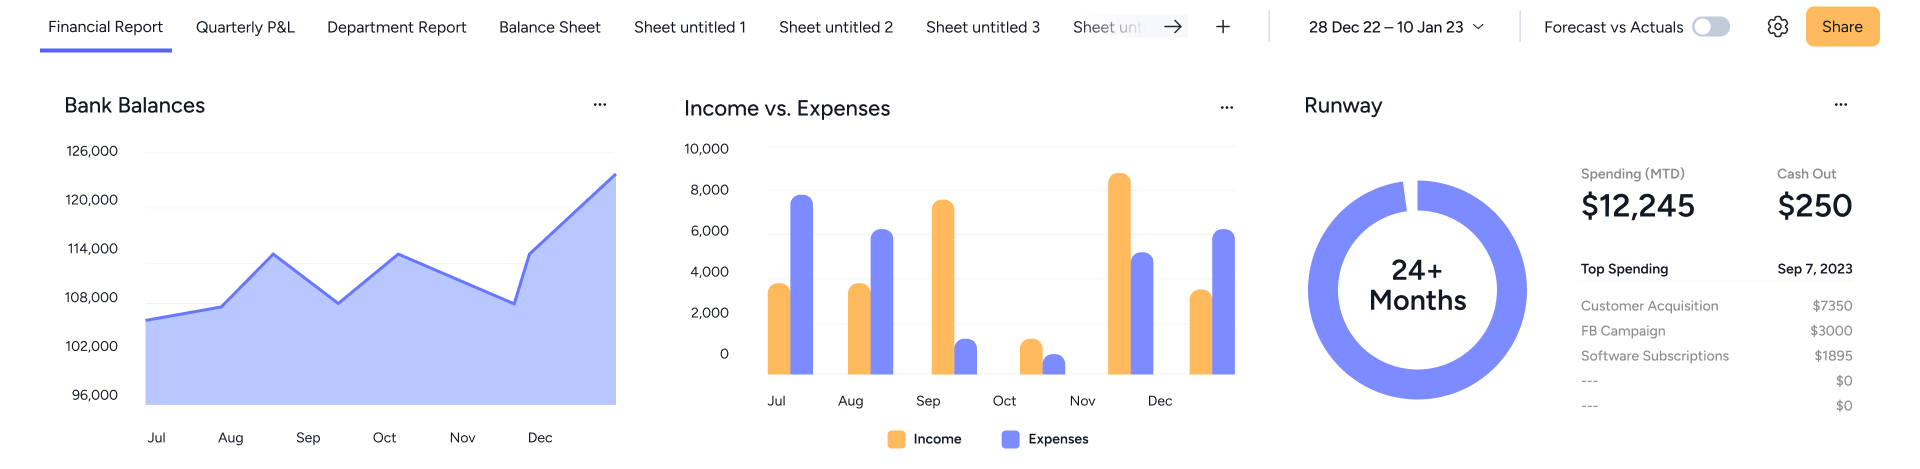 Financial Report Quarterly P&L Department Report Balance Sheet Sheet untitled 1 Sheet untitled 2 Sheet untitled 3 Sheet unt 28 Dec 22 – 10 Jan 23 Forecast vs Actuals Share
Bank Balances
126,000
120,000
114,000
108,000
102,000
96,000
Jul Aug Sep Oct Nov Dec
Income vs. Expenses
10,000
8,000
6,000
4,000
2,000
0
Jul Aug Sep Oct Nov Dec
Income Expenses
Runway
24+
Months
Spending (MTD) Cash Out
$12,245 $250
Top Spending Sep 7, 2023
Customer Acquisition $7350
FB Campaign $3000
Software Subscriptions $1895
--- $0
--- $0